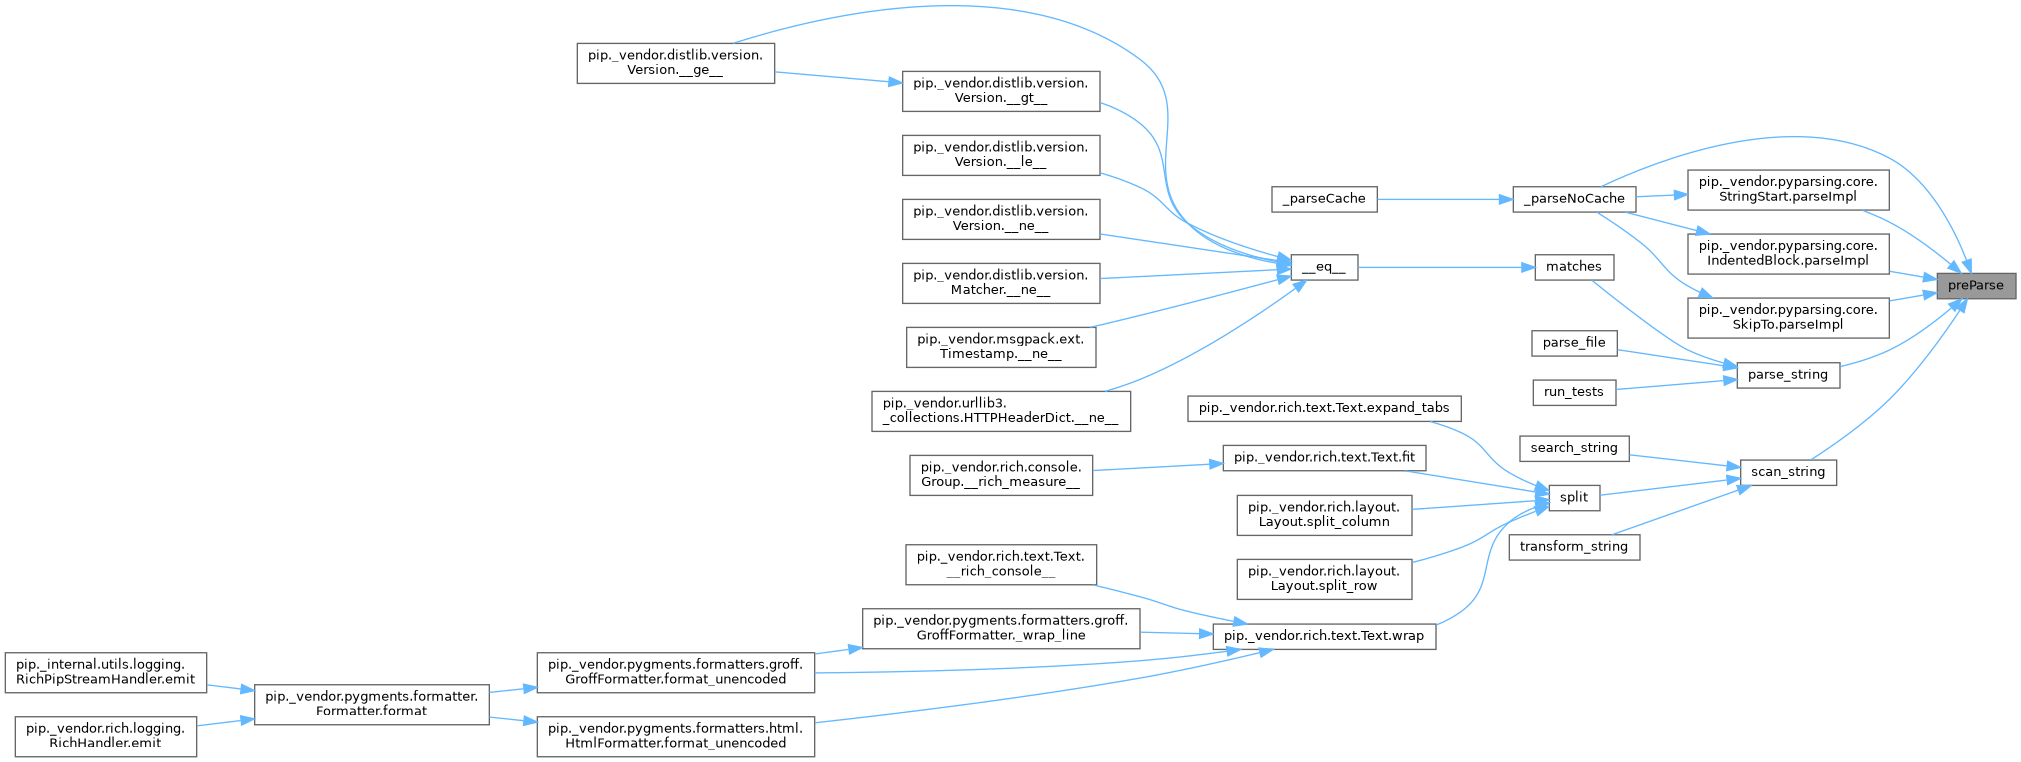 pip._vendor.distlib.version.
Version.__ge__
pip._vendor.distlib.version.
Version.__gt__
pip._vendor.distlib.version.
Version.__le__
pip._vendor.distlib.version.
Version.__ne__
pip._vendor.distlib.version.
Matcher.__ne__
pip._vendor.msgpack.ext.
Timestamp.__ne__
pip._vendor.urllib3.
_collections.HTTPHeaderDict.__ne__
_parseCache
__eq__
_parseNoCache
matches
pip._vendor.pyparsing.core.
StringStart.parseImpl
pip._vendor.pyparsing.core.
IndentedBlock.parseImpl
pip._vendor.pyparsing.core.
SkipTo.parseImpl
preParse
parse_file
run_tests
parse_string
pip._vendor.rich.text.Text.expand_tabs
pip._vendor.rich.text.Text.fit
pip._vendor.rich.console.
Group.__rich_measure__
pip._vendor.rich.layout.
Layout.split_column
pip._vendor.rich.layout.
Layout.split_row
search_string
scan_string
split
transform_string
pip._vendor.rich.text.Text.
__rich_console__
pip._vendor.pygments.formatters.groff.
GroffFormatter._wrap_line
pip._vendor.rich.text.Text.wrap
pip._internal.utils.logging.
RichPipStreamHandler.emit
pip._vendor.rich.logging.
RichHandler.emit
pip._vendor.pygments.formatter.
Formatter.format
pip._vendor.pygments.formatters.groff.
GroffFormatter.format_unencoded
pip._vendor.pygments.formatters.html.
HtmlFormatter.format_unencoded